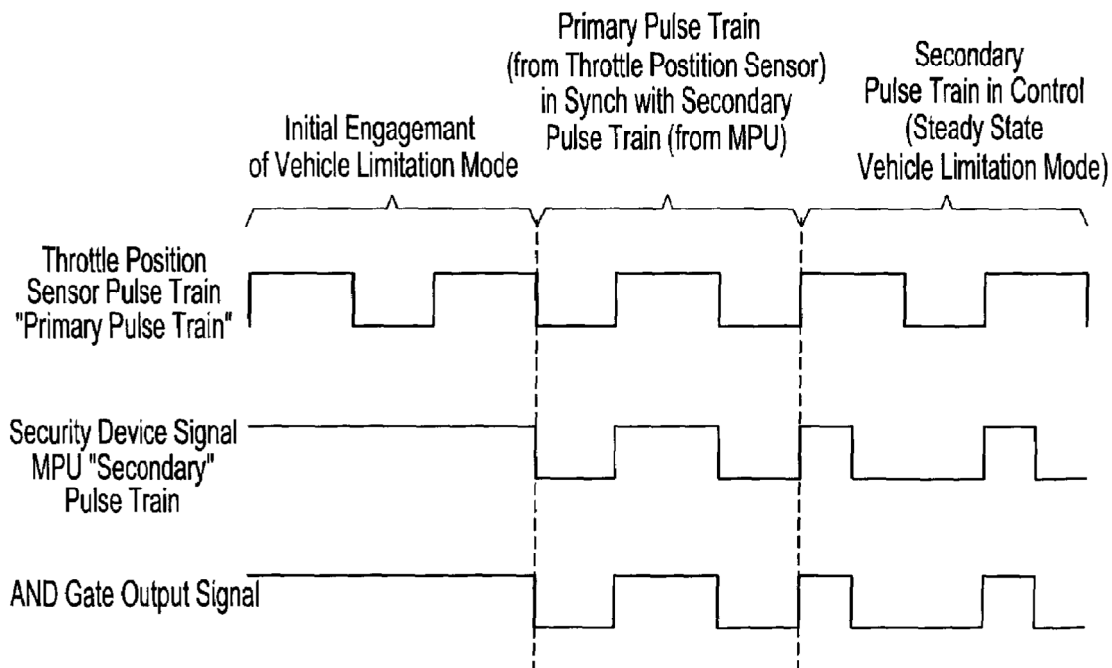 Primary Pulse Train
(from Throttle Postition Sensor)
in Synch with Secondary
Pulse Train (from MPU)
Secondary
Pulse Train in Control
(Steady State
Vehicle Limitation Mode)
Initial Engagemant
of Vehicle Limitation Mode
Throttle Position
Sensor Pulse Train
"Primary Pulse Train"
Security Device Signal
MPU "Secondary"
Pulse Train
AND Gate Output Signal